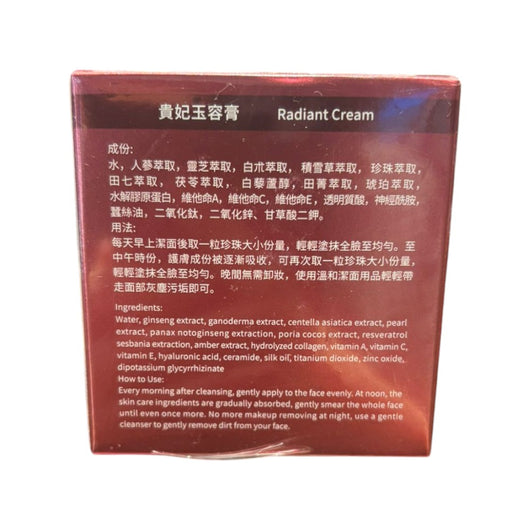 貴妃玉容膏 Radiant Cream
成份:
水，人蔘萃取，靈芝萃取，白朮萃取， 積雪草萃取， 珍珠萃取，
田七萃取， 茯苓萃取， 白藜蘆醇，田菁萃取，琥珀萃取，
水解膠原蛋白，維他命A，維他命C，維他命E，透明質酸，神經酰胺，
蠶絲油，二氧化鈦，二氧化鋅、甘草酸二鉀。
用法:
每天早上潔面後取一粒珍珠大小份量，輕輕塗抹全臉至均勻。至
中午時份，護膚成份被逐漸吸收，可再次取一粒珍珠大小份量，
輕輕塗抹全臉至均勻。晚間無需卸妝，使用溫和潔面用品輕輕帶
走面部灰塵污垢即可。
Ingredients:
Water, ginseng extract, ganoderma extract, centella asiatica extract, pearl
extract, panax notoginseng extraction, poria cocos extract, resveratrol
sesbania extraction, amber extract, hydrolyzed collagen, vitamin A, vitamin C,
vitamin E, hyaluronic acid, ceramide, silk oil, titanium dioxide, zinc oxide,
dipotassium glycyrrhizinate
How to Use:
Every morning after cleansing, gently apply to the face evenly. At noon, the
skin care ingredients are gradually absorbed, gently smear the whole face
until even once more. No more makeup removing at night, use a gentle
cleanser to gently remove dirt from your face.